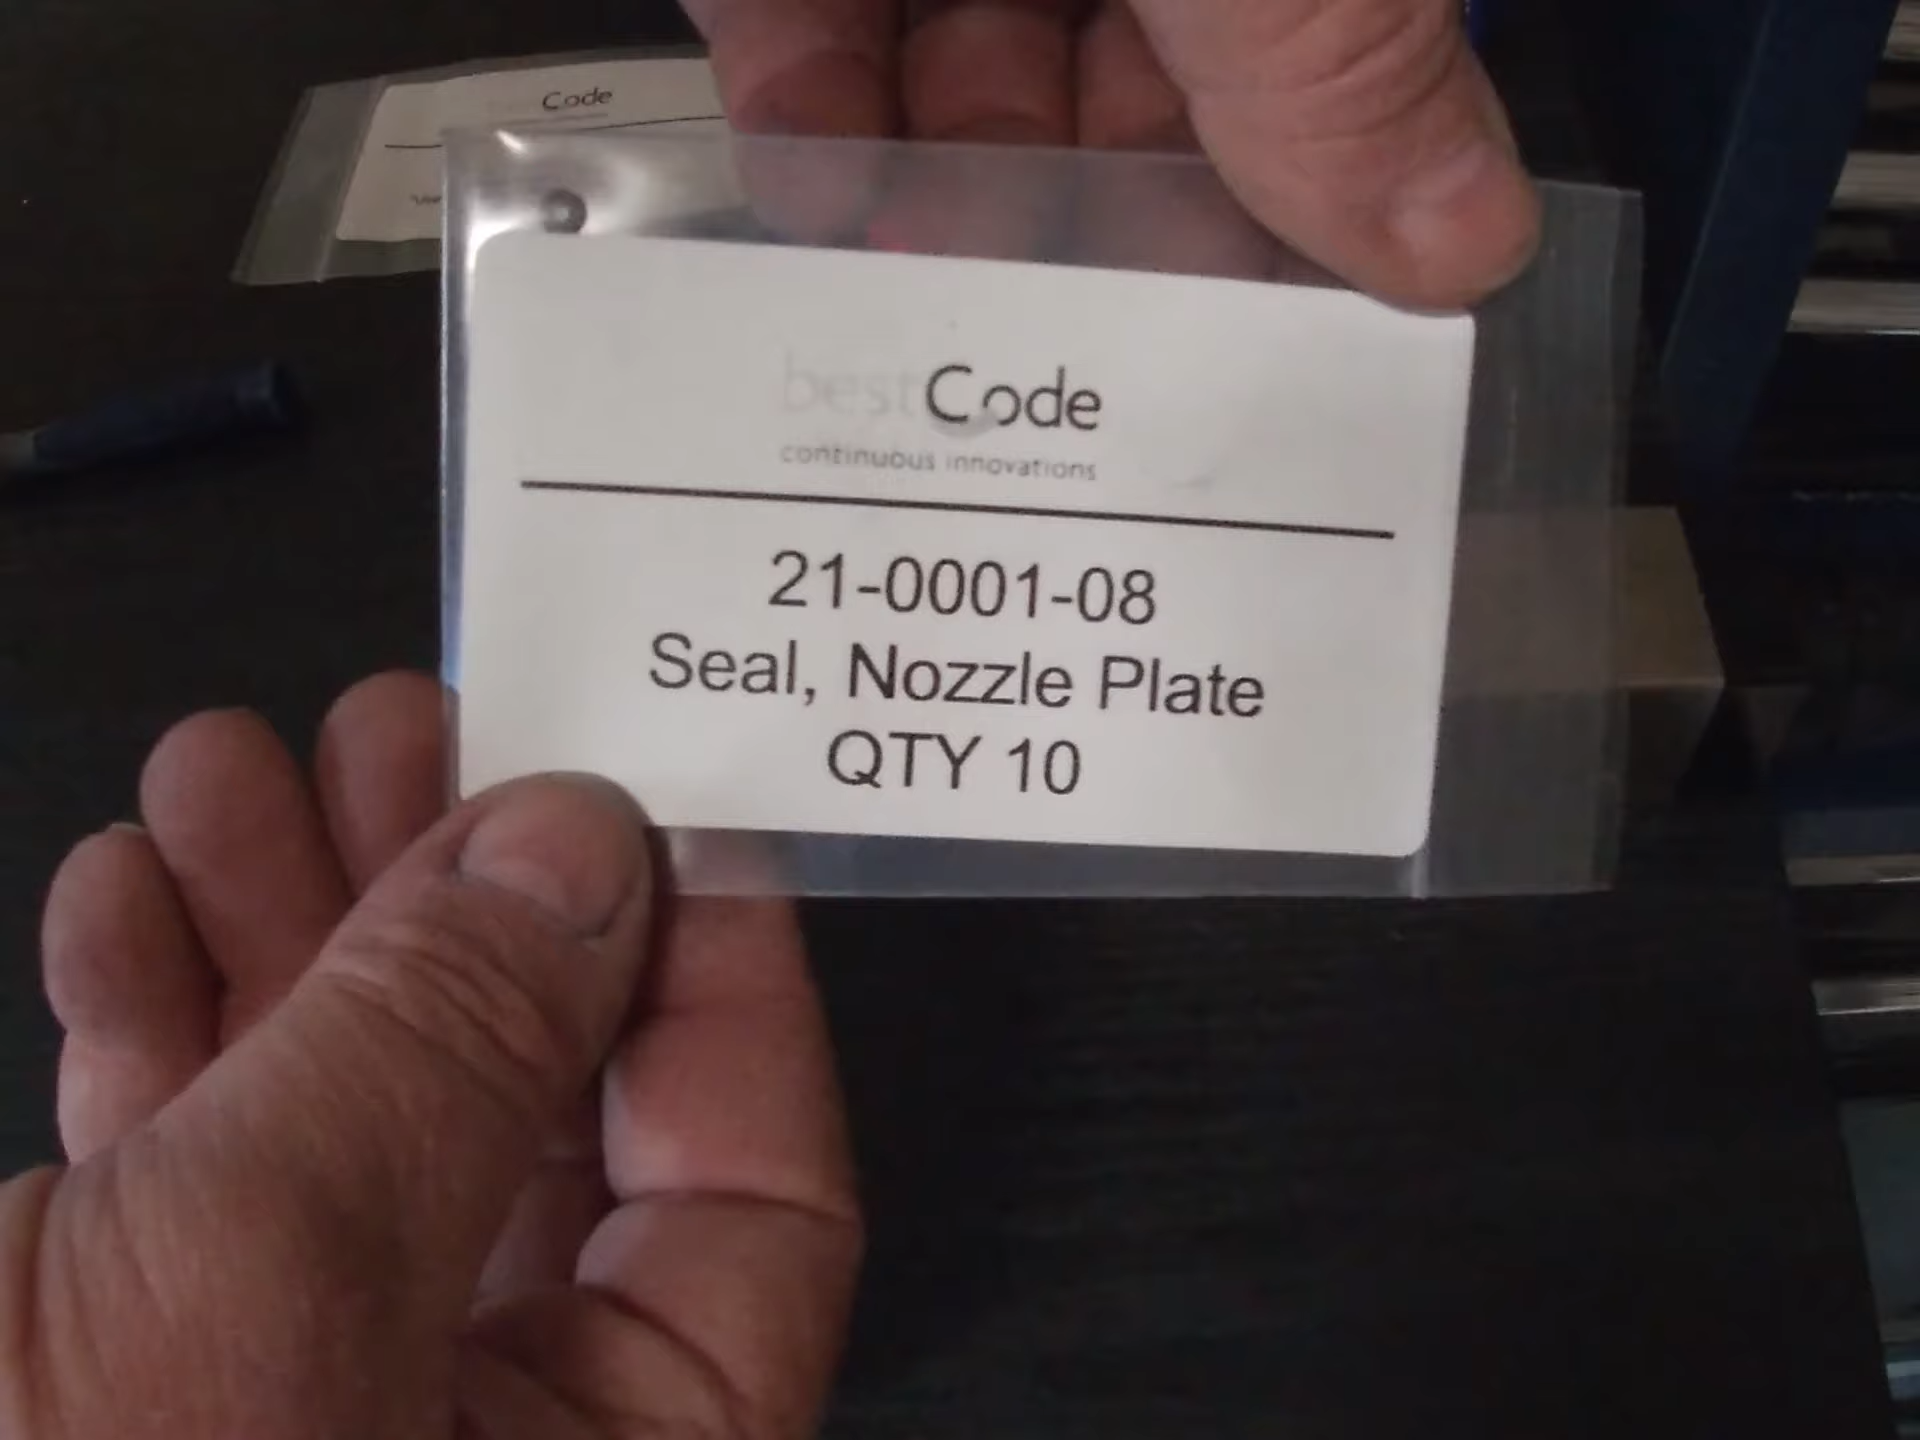 Code
bestCode
continuous innovations
21-0001-08
Seal, Nozzle Plate
QTY 10